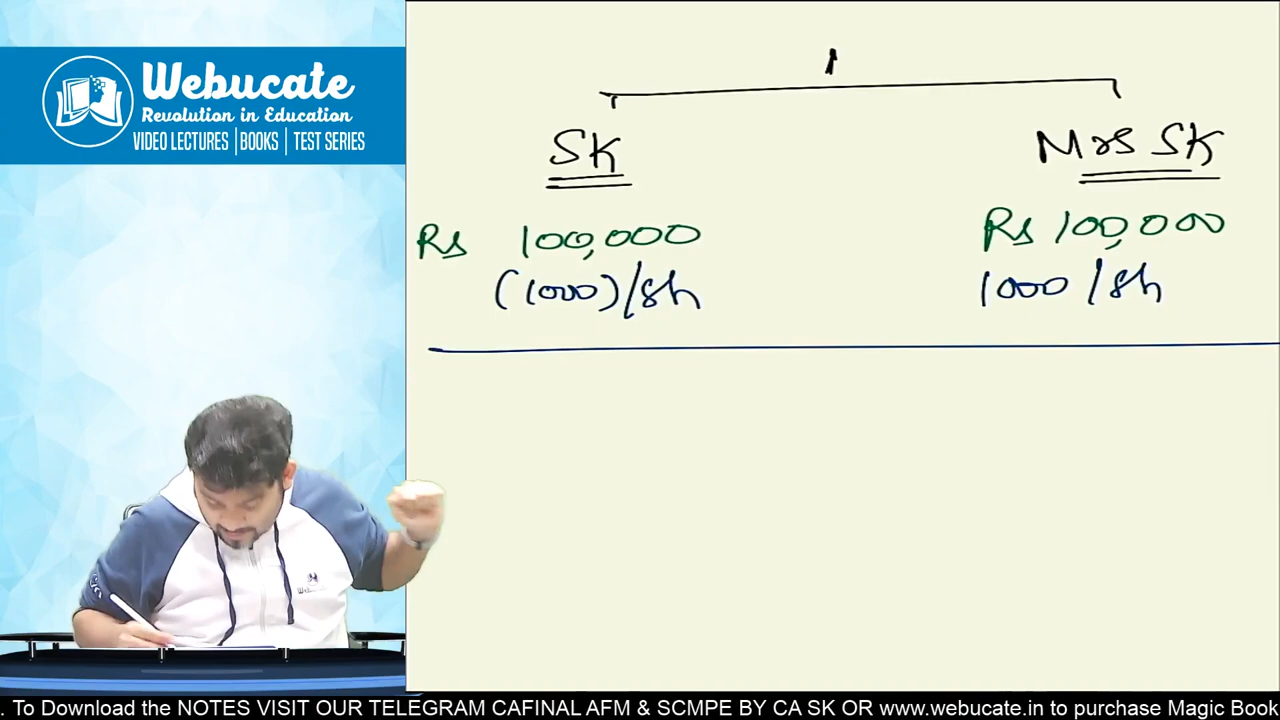 Webucate
Revolution in Education
VIDEO LECTURES | BOOKS | TEST SERIES
SK
Mrs SK
Rs 100,000
Rs 100,000
(1000)/sh
1000/sh
. To Download the NOTES VISIT OUR TELEGRAM CAFINAL AFM & SCMPE BY CA SK OR www.webucate.in to purchase Magic Book